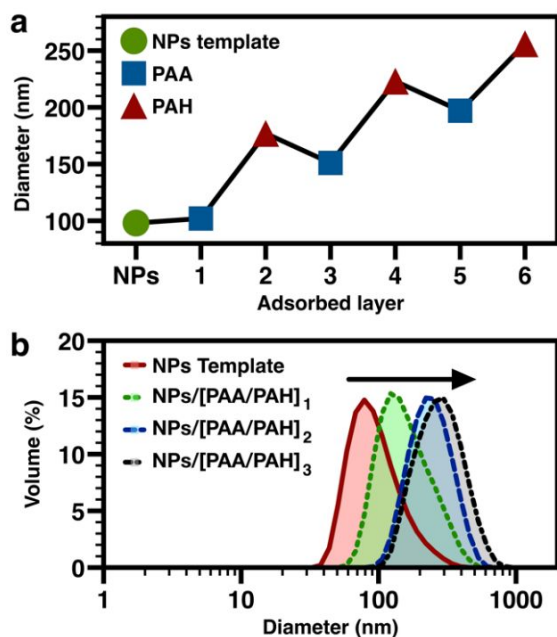 a
NPs template
PAA
PAH
Diameter (nm)
250
200
150
100
NPs 1 2 3 4 5 6
Adsorbed layer
b
NPs Template
NPs/[PAA/PAH]1
NPs/[PAA/PAH]2
NPs/[PAA/PAH]3
Volume (%)
20
15
10
5
0
1 10 100 1000
Diameter (nm)